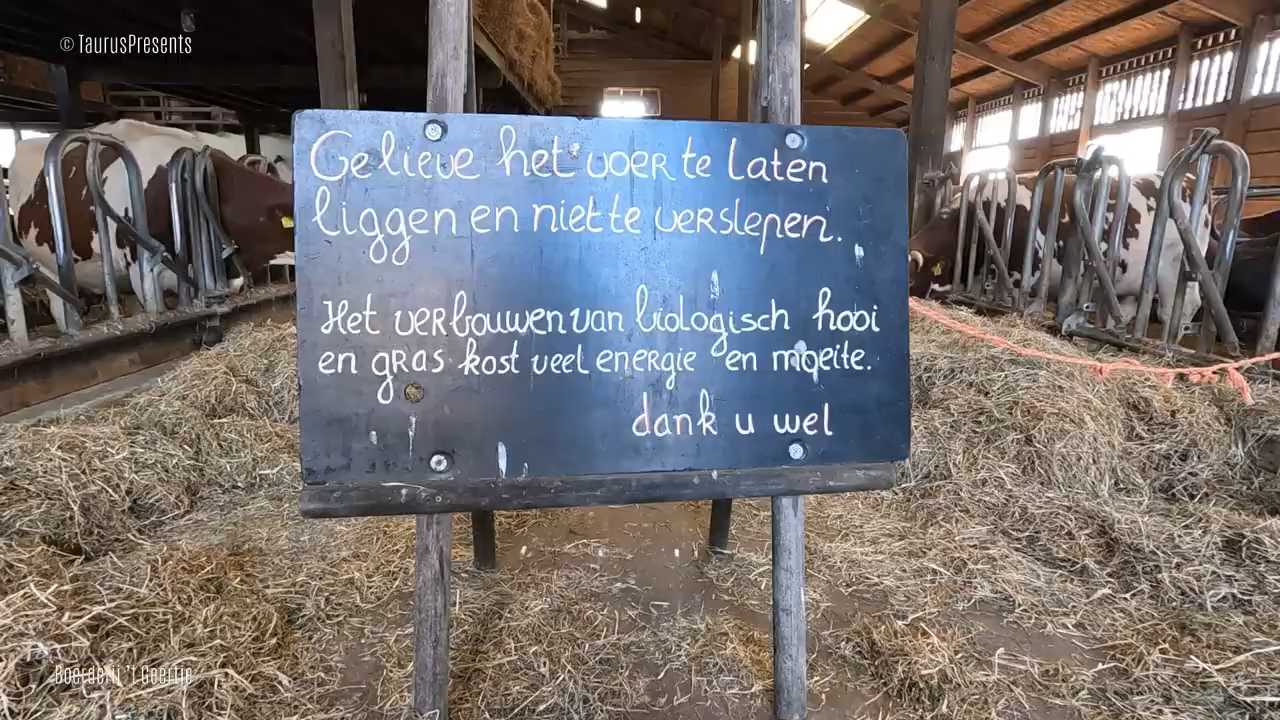 © TaurusPresents
Gelieve het voer te laten
liggen en niet te verslepen.
Het verbouwen van biologisch hooi
en gras kost veel energie en moeite.
dank u wel
Boerderij 't Geertje